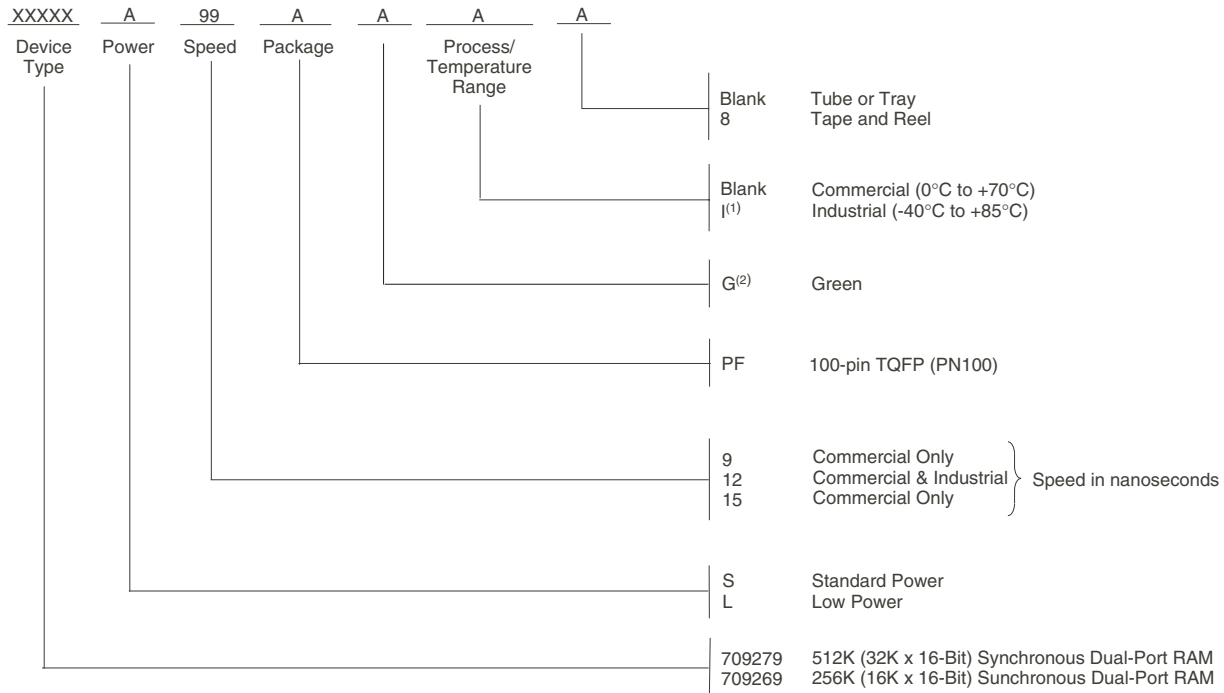 XXXXX A 99 A A A A
Device Type
Power
Speed
Package
Process/
Temperature
Range
Blank Tube or Tray
8 Tape and Reel
Blank Commercial (0°C to +70°C)
I(1) Industrial (-40°C to +85°C)
G(2) Green
PF 100-pin TQFP (PN100)
9 Commercial Only
12 Commercial & Industrial Speed in nanoseconds
15 Commercial Only
S Standard Power
L Low Power
709279 512K (32K x 16-Bit) Synchronous Dual-Port RAM
709269 256K (16K x 16-Bit) Sunchronous Dual-Port RAM